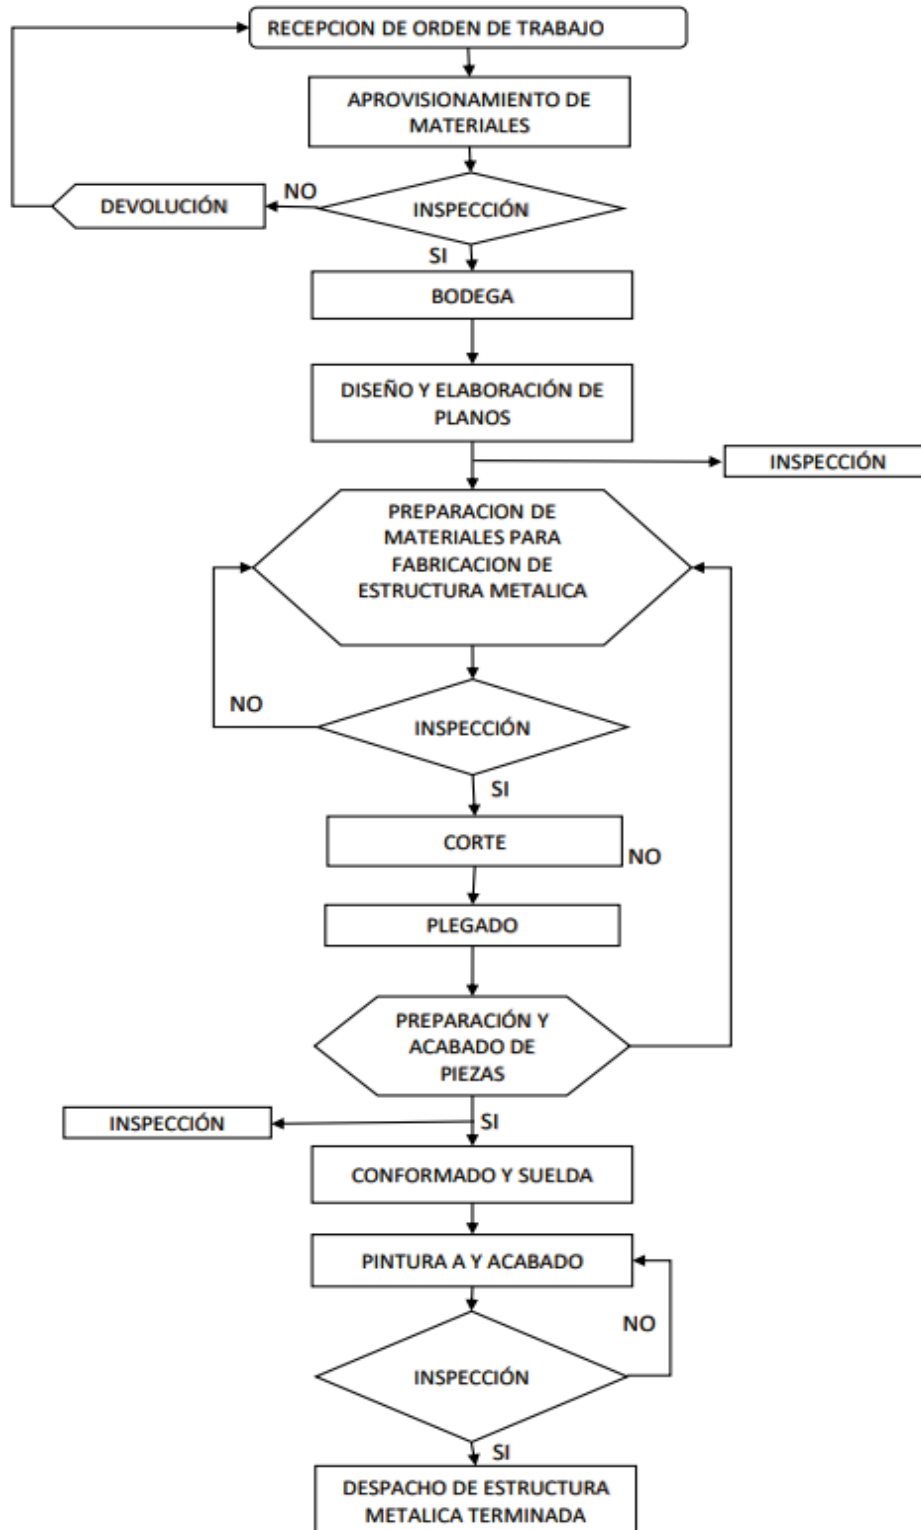 RECEPCION DE ORDEN DE TRABAJO
APROVISIONAMIENTO DE
MATERIALES
NO
DEVOLUCIÓN
INSPECCIÓN
SI
BODEGA
DISEÑO Y ELABORACIÓN DE
PLANOS
INSPECCIÓN
PREPARACION DE
MATERIALES PARA
FABRICACION DE
ESTRUCTURA METALICA
NO
INSPECCIÓN
SI
CORTE
NO
PLEGADO
PREPARACIÓN Y
ACABADO DE
PIEZAS
INSPECCIÓN
SI
CONFORMADO Y SUELDA
PINTURA A Y ACABADO
NO
INSPECCIÓN
SI
DESPACHO DE ESTRUCTURA
METALICA TERMINADA